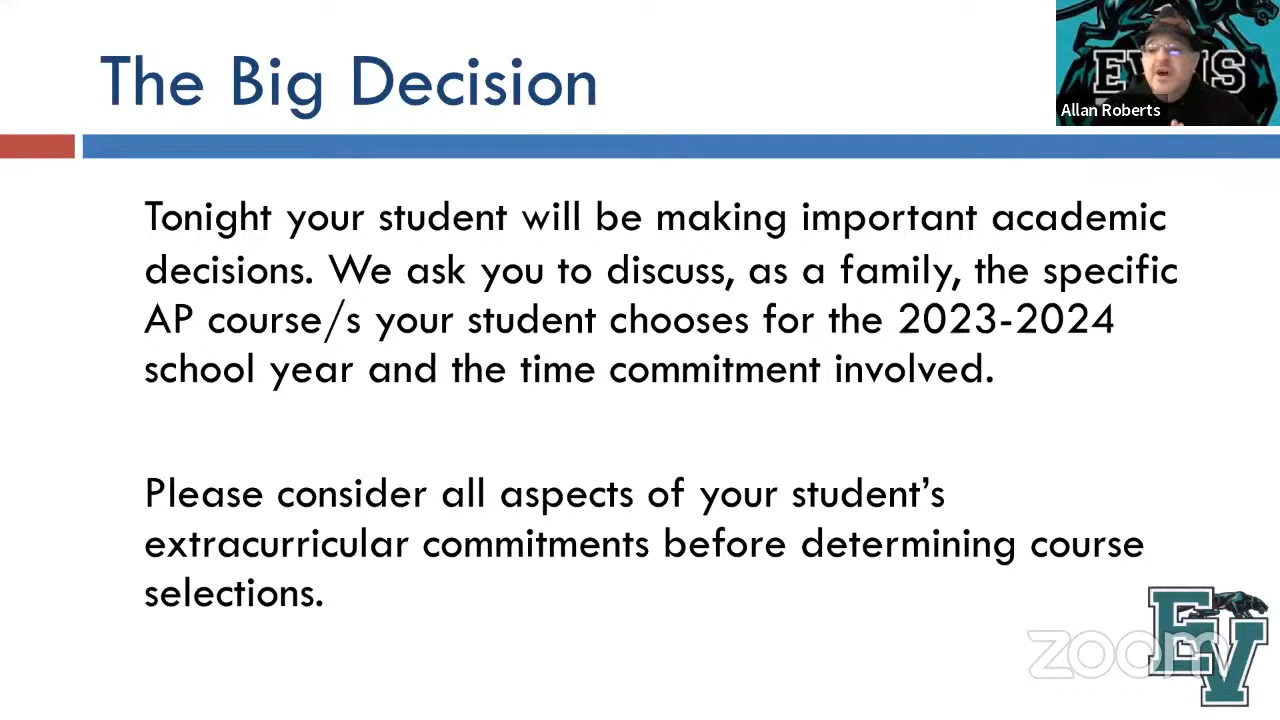 The Big Decision
Allan Roberts
Tonight your student will be making important academic
decisions. We ask you to discuss, as a family, the specific
AP course/s your student chooses for the 2023-2024
school year and the time commitment involved.
Please consider all aspects of your student’s
extracurricular commitments before determining course
selections.
EV
zoom